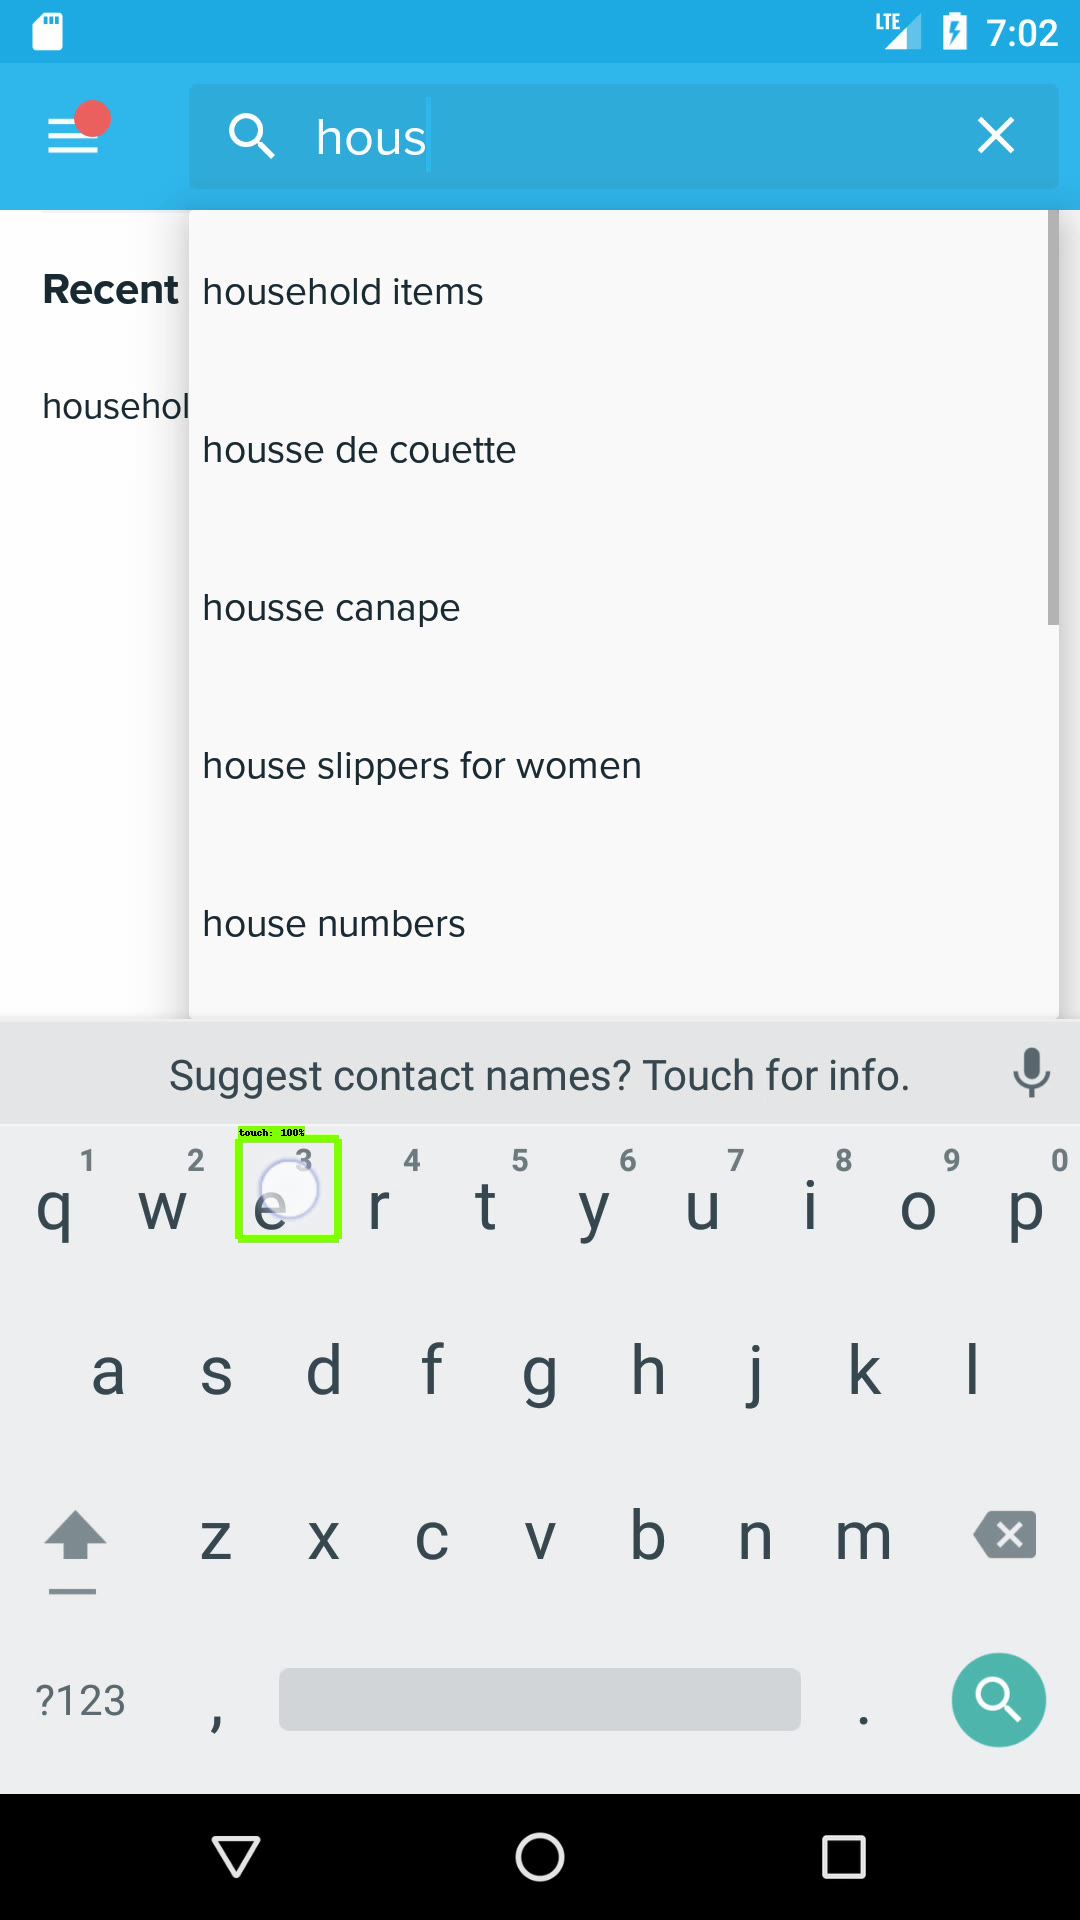 LTE 7:02
hous
Recent
househol
household items
housse de couette
housse canape
house slippers for women
house numbers
Suggest contact names? Touch for info.
touch: 100%
1 2 3 4 5 6 7 8 9 0
q w e r t y u i o p
a s d f g h j k l
z x c v b n m
?123 , .